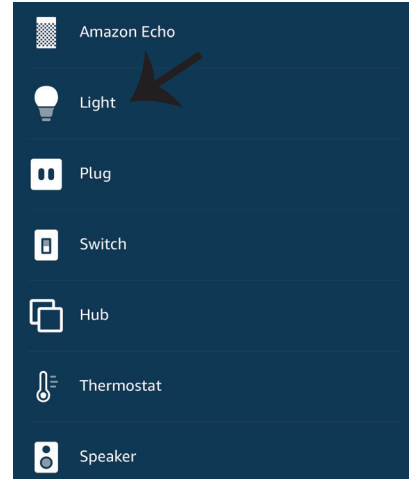 Amazon Echo
Light
Plug
Switch
Hub
Thermostat
Speaker